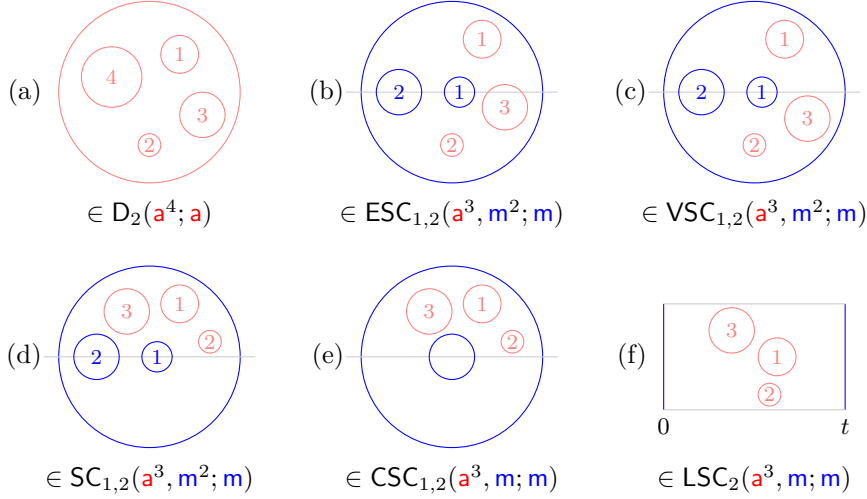 (a) 4 1 3 2
∈ D₂(a⁴; a)
(b) 1 2 1 3 2
∈ ESC₁,₂(a³, m²; m)
(c) 1 2 1 3 2
∈ VSC₁,₂(a³, m²; m)
(d) 3 1 2 2 1
∈ SC₁,₂(a³, m²; m)
(e) 3 1 2
∈ CSC₁,₂(a³, m; m)
(f) 3 1 2
0 t
∈ LSC₂(a³, m; m)